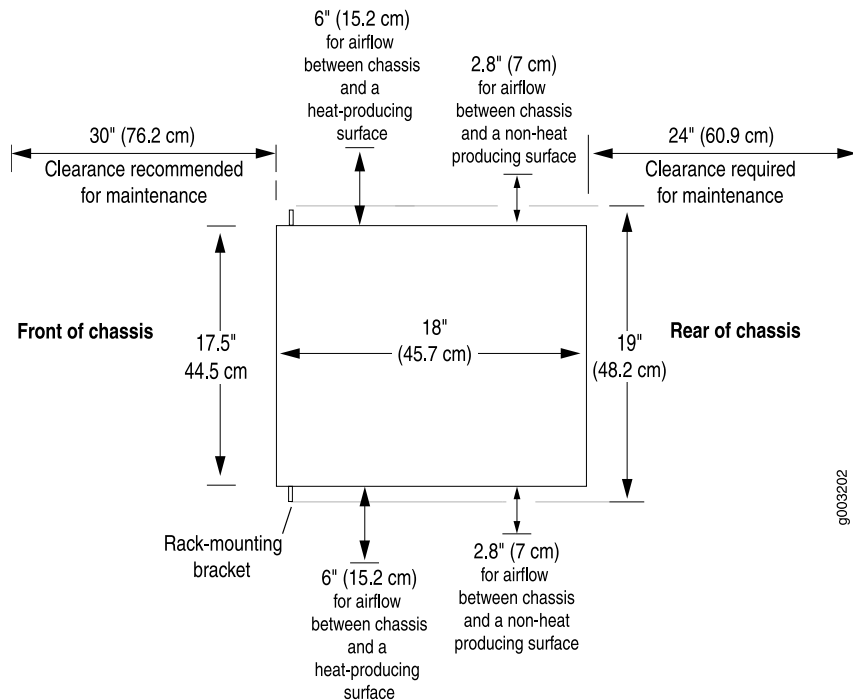 6" (15.2 cm)
for airflow
between chassis
and a
heat-producing
surface
2.8" (7 cm)
for airflow
between chassis
and a non-heat
producing surface
30" (76.2 cm)
Clearance recommended
for maintenance
24" (60.9 cm)
Clearance required
for maintenance
Front of chassis
17.5"
44.5 cm
18"
(45.7 cm)
19"
(48.2 cm)
Rear of chassis
Rack-mounting
bracket
6" (15.2 cm)
for airflow
between chassis
and a
heat-producing
surface
2.8" (7 cm)
for airflow
between chassis
and a non-heat
producing surface
g003202